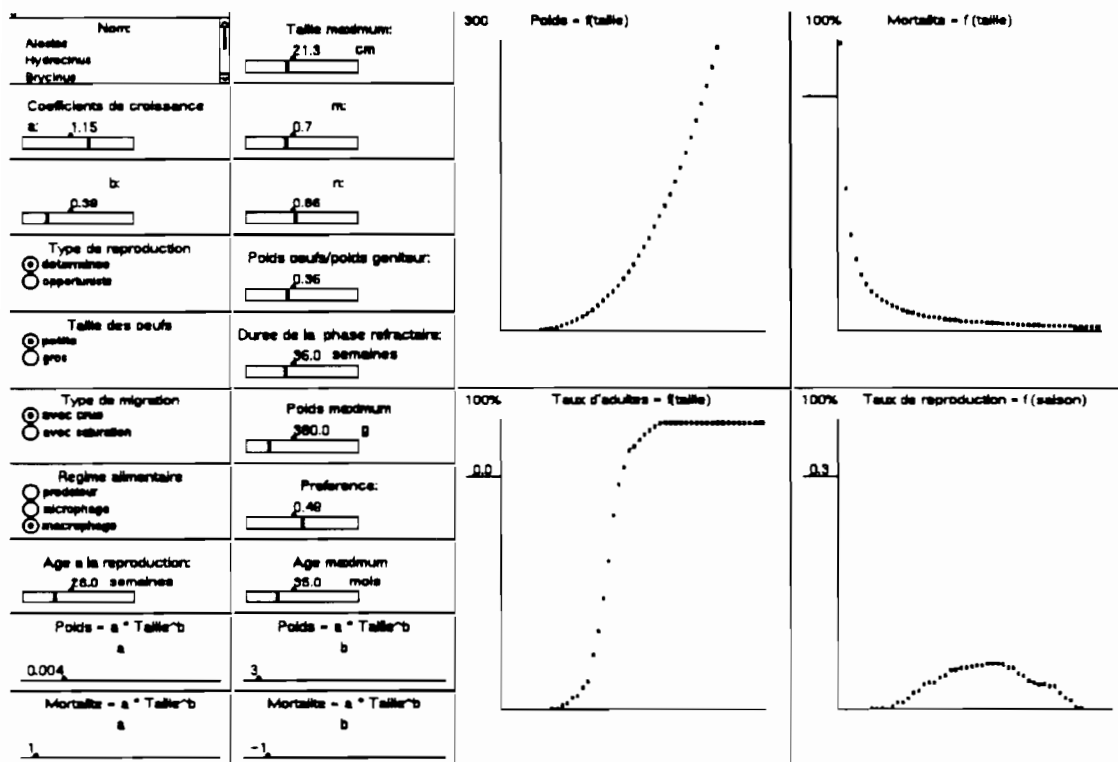 Nom:
Alestes
Hydrocinus
Brycinus
Taille maximum:
21.3 cm
Coefficients de croissance
a: 1.15
m:
0.7
b:
0.39
n:
0.86
Type de reproduction
determinee
opportuniste
Poids oeufs/poids geniteur:
0.36
Taille des oeufs
petits
gros
Duree de la phase refractaire:
36.0 semaines
Type de migration
avec crue
avec saturation
Poids maximum
380.0 g
Regime alimentaire
predateur
microphage
macrophage
Preference:
0.49
Age a la reproduction:
28.0 semaines
Age maximum
36.0 mois
Poids = a * Taille^b
a
0.004
Poids = a * Taille^b
b
3
Mortalite = a * Taille^b
a
1
Mortalite = a * Taille^b
b
-1
300 Poids = f(taille)
100% Mortalite = f (taille)
100% Taux d'adultes = f(taille)
0.0
100% Taux de reproduction = f (saison)
0.3